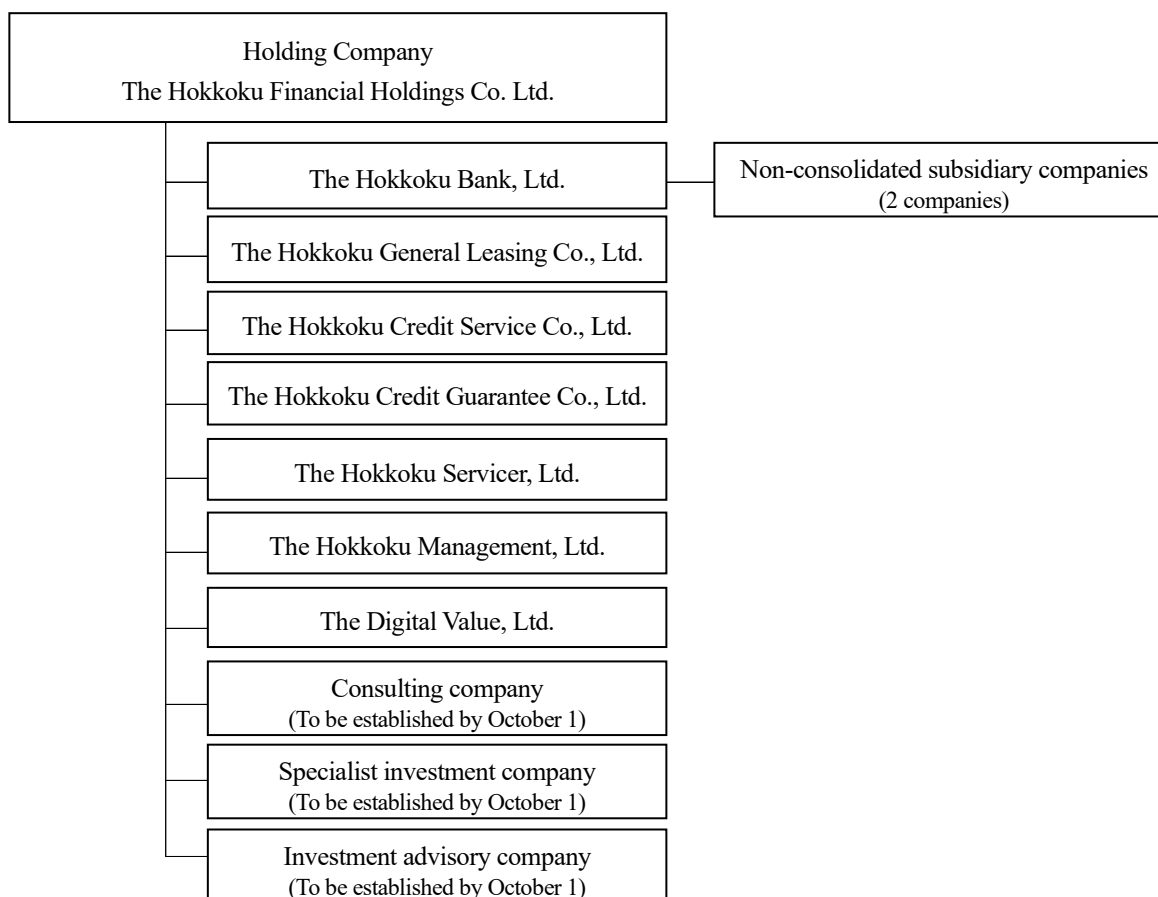 Holding Company
The Hokkoku Financial Holdings Co. Ltd.
The Hokkoku Bank, Ltd.
Non-consolidated subsidiary companies
(2 companies)
The Hokkoku General Leasing Co., Ltd.
The Hokkoku Credit Service Co., Ltd.
The Hokkoku Credit Guarantee Co., Ltd.
The Hokkoku Servicer, Ltd.
The Hokkoku Management, Ltd.
The Digital Value, Ltd.
Consulting company
(To be established by October 1)
Specialist investment company
(To be established by October 1)
Investment advisory company
(To be established by October 1)